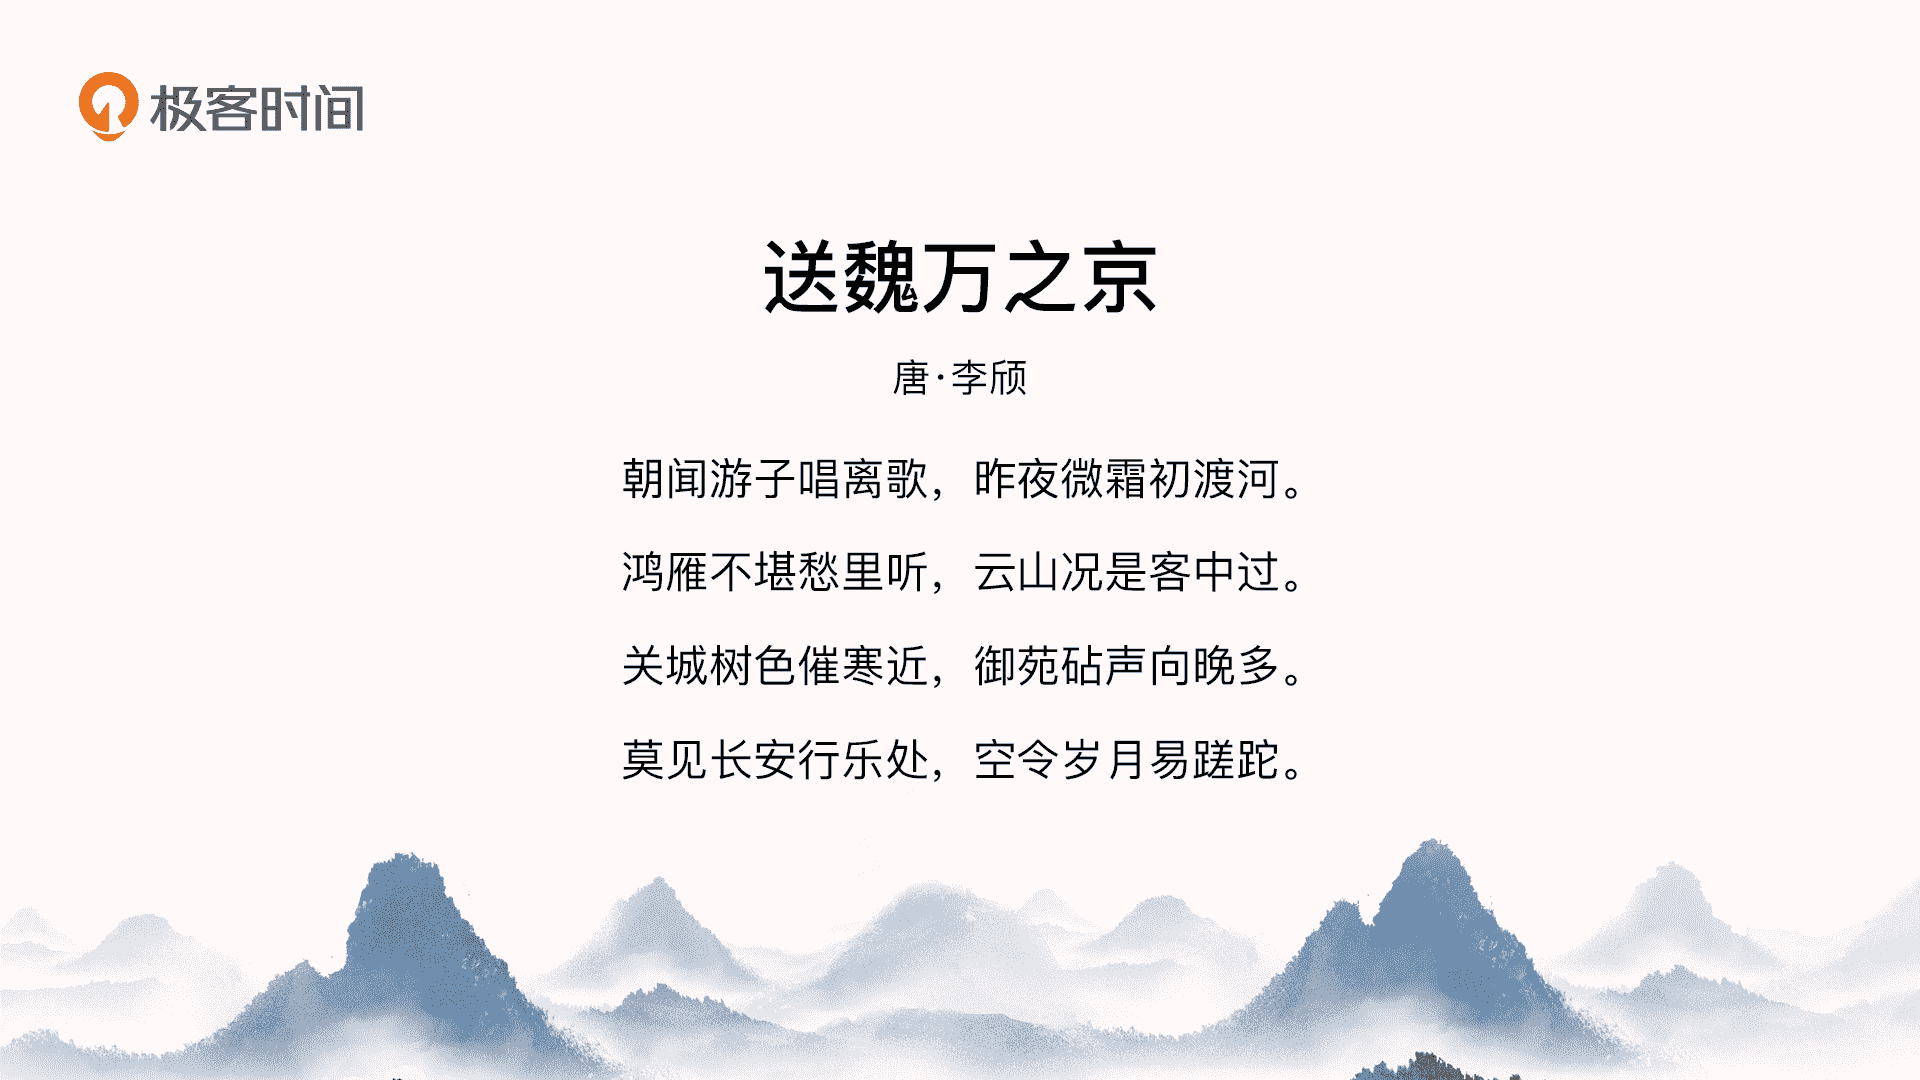 极客时间
送魏万之京
唐·李颀
朝闻游子唱离歌，昨夜微霜初渡河。
鸿雁不堪愁里听，云山况是客中过。
关城树色催寒近，御苑砧声向晚多。
莫见长安行乐处，空令岁月易蹉跎。